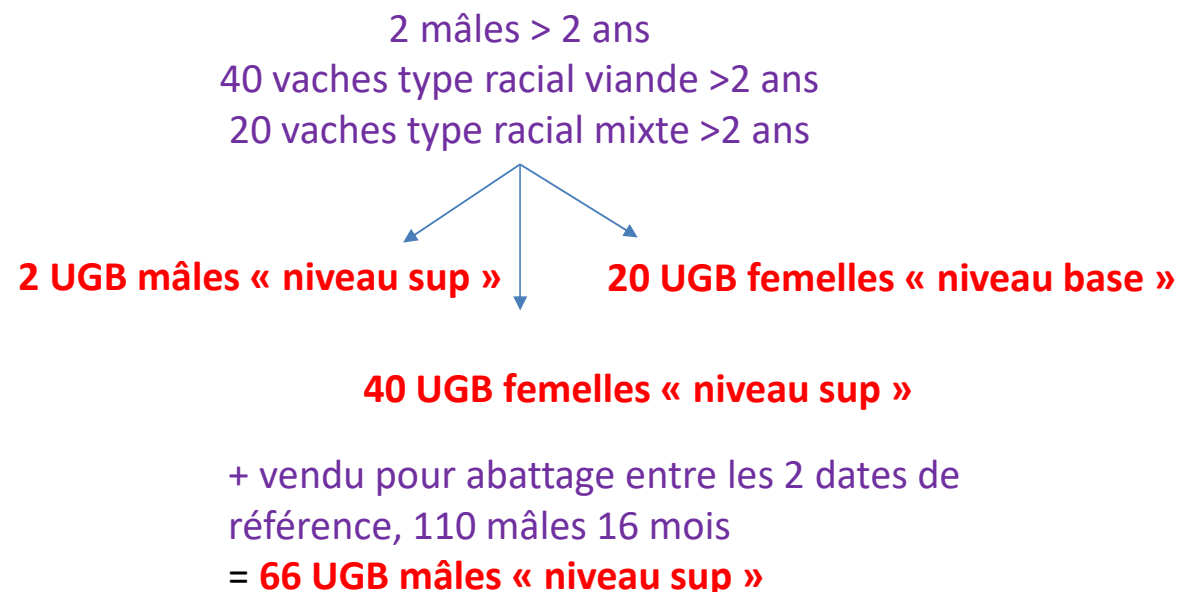 2 mâles > 2 ans
40 vaches type racial viande >2 ans
20 vaches type racial mixte >2 ans
2 UGB mâles « niveau sup »
20 UGB femelles « niveau base »
40 UGB femelles « niveau sup »
+ vendu pour abattage entre les 2 dates de
référence, 110 mâles 16 mois
= 66 UGB mâles « niveau sup »